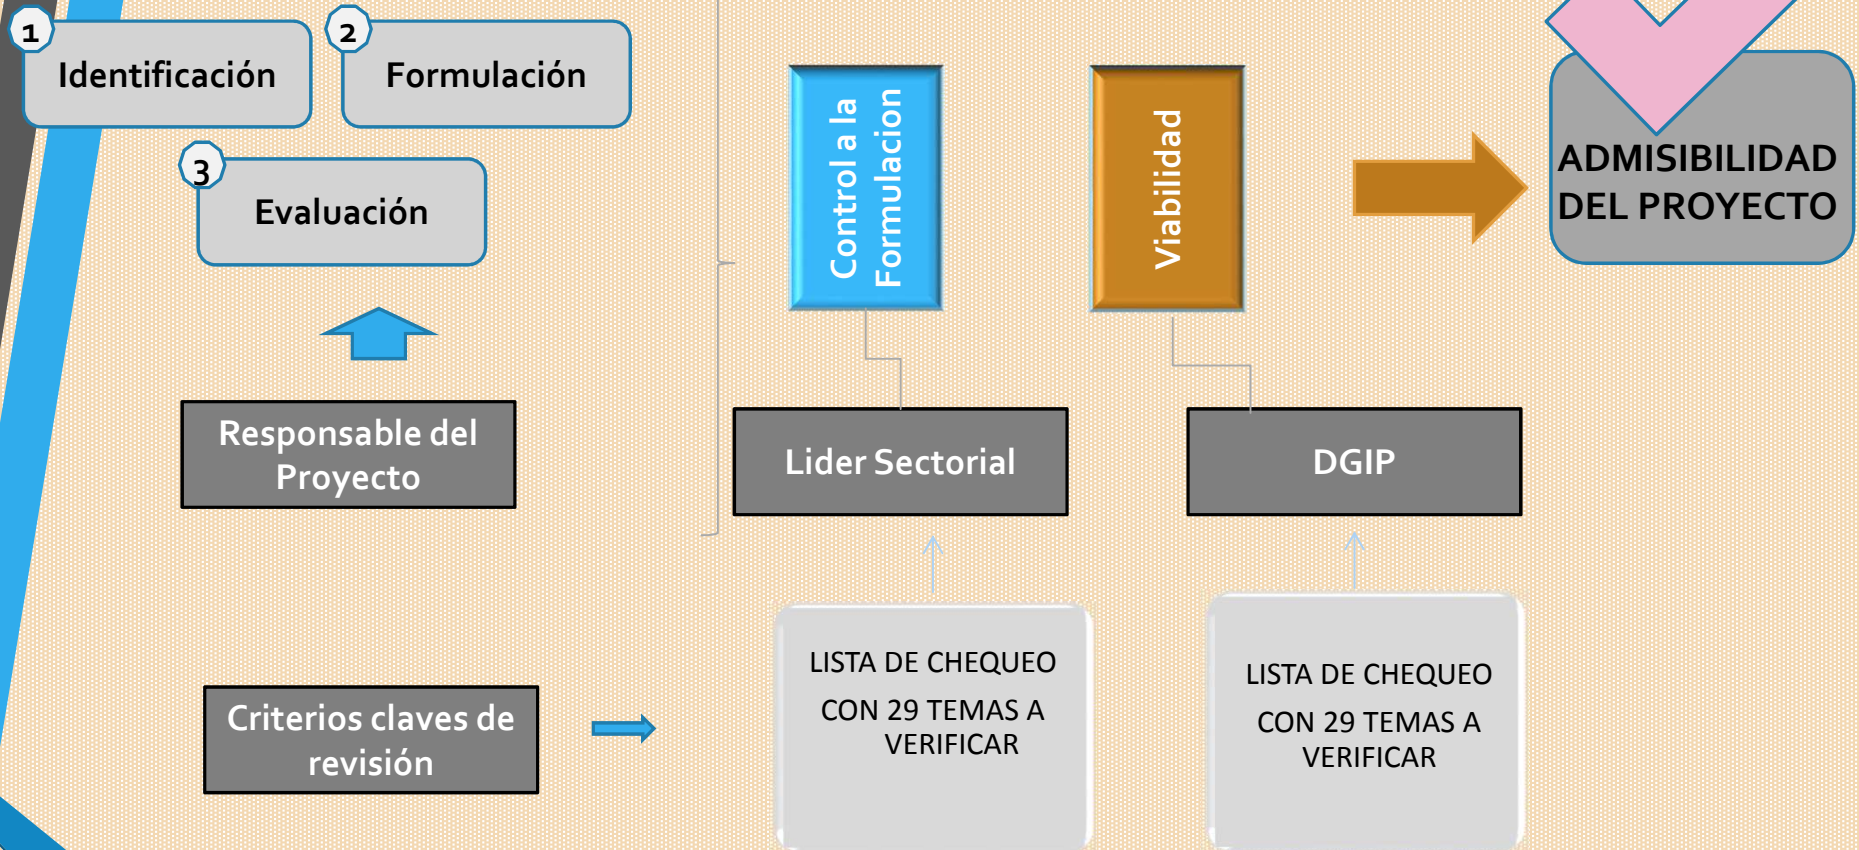 1
Identificación
2
Formulación
3
Evaluación
Responsable del
Proyecto
Criterios claves de
revisión
Control a la
Formulacion
Lider Sectorial
LISTA DE CHEQUEO
CON 29 TEMAS A
VERIFICAR
Viabilidad
DGIP
LISTA DE CHEQUEO
CON 29 TEMAS A
VERIFICAR
ADMISIBILIDAD
DEL PROYECTO